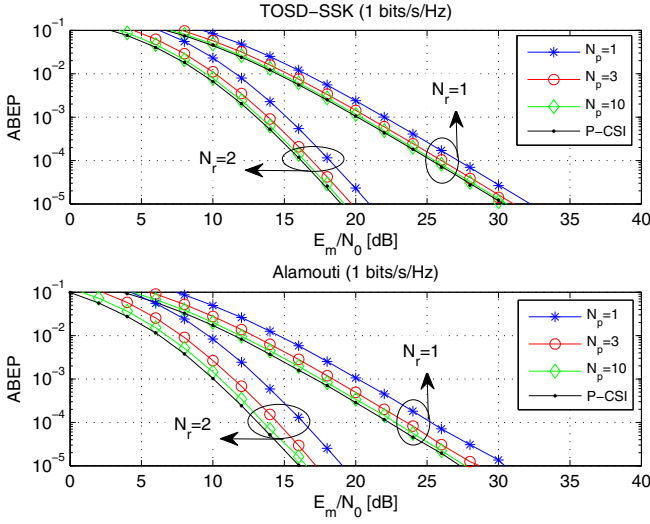 TOSD-SSK (1 bits/s/Hz)
10^-1
10^-2
10^-3
10^-4
10^-5
ABEP
N_r=1
N_r=2
N_p=1
N_p=3
N_p=10
P-CSI
0 5 10 15 20 25 30 35 40
E_m/N_0 [dB]
Alamouti (1 bits/s/Hz)
10^-1
10^-2
10^-3
10^-4
10^-5
ABEP
N_r=1
N_r=2
N_p=1
N_p=3
N_p=10
P-CSI
0 5 10 15 20 25 30 35 40
E_m/N_0 [dB]